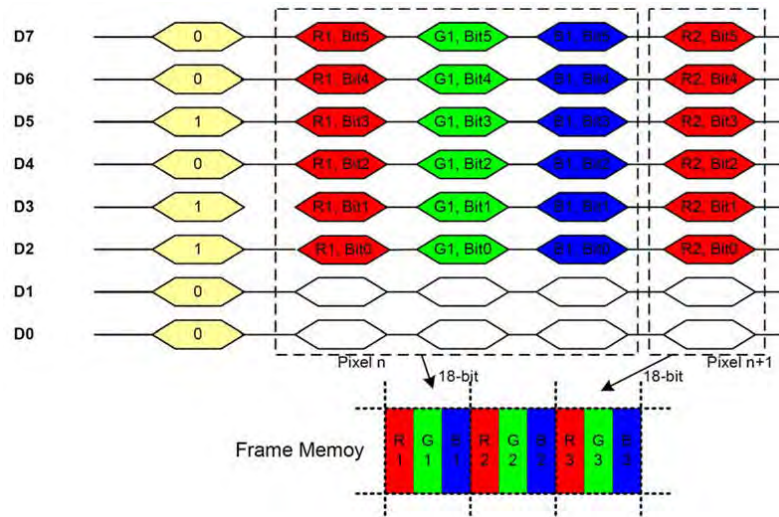 D7 0 R1, Bit5 G1, Bit5 B1, Bit5 R2, Bit5
D6 0 R1, Bit4 G1, Bit4 B1, Bit4 R2, Bit4
D5 1 R1, Bit3 G1, Bit3 B1, Bit3 R2, Bit3
D4 0 R1, Bit2 G1, Bit2 B1, Bit2 R2, Bit2
D3 1 R1, Bit1 G1, Bit1 B1, Bit1 R2, Bit1
D2 1 R1, Bit0 G1, Bit0 B1, Bit0 R2, Bit0
D1 0
D0 0
Pixel n Pixel n+1
18-bit 18-bit
Frame Memoy
R G B R G B R G B
1 1 1 2 2 2 3 3 3